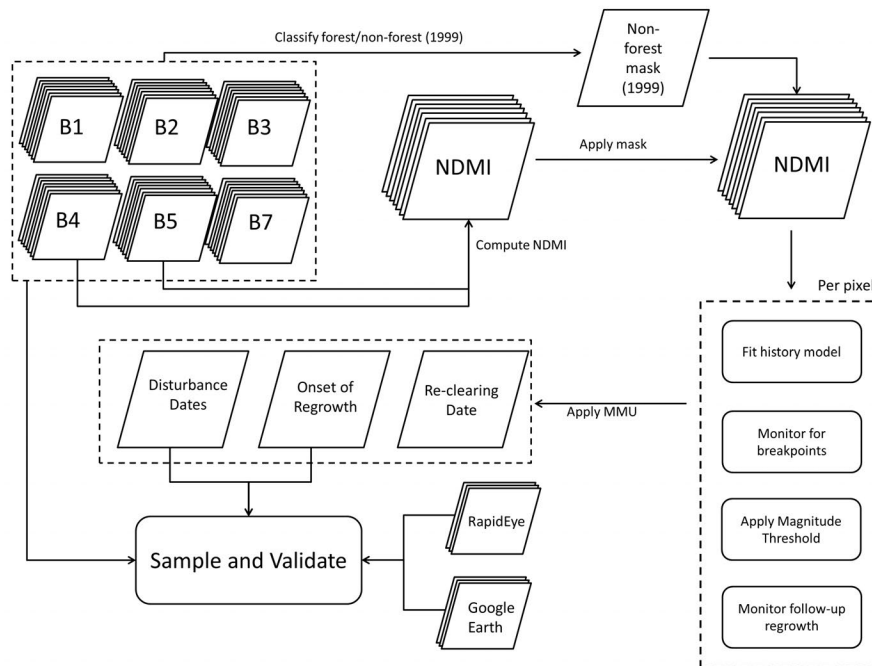 Classify forest/non-forest (1999)
Non-
forest
mask
(1999)
B1
B2
B3
B4
B5
B7
NDMI
Apply mask
NDMI
Compute NDMI
Per pixel
Fit history model
Monitor for
breakpoints
Apply Magnitude
Threshold
Monitor follow-up
regrowth
Apply MMU
Disturbance
Dates
Onset of
Regrowth
Re-clearing
Date
Sample and Validate
RapidEye
Google
Earth